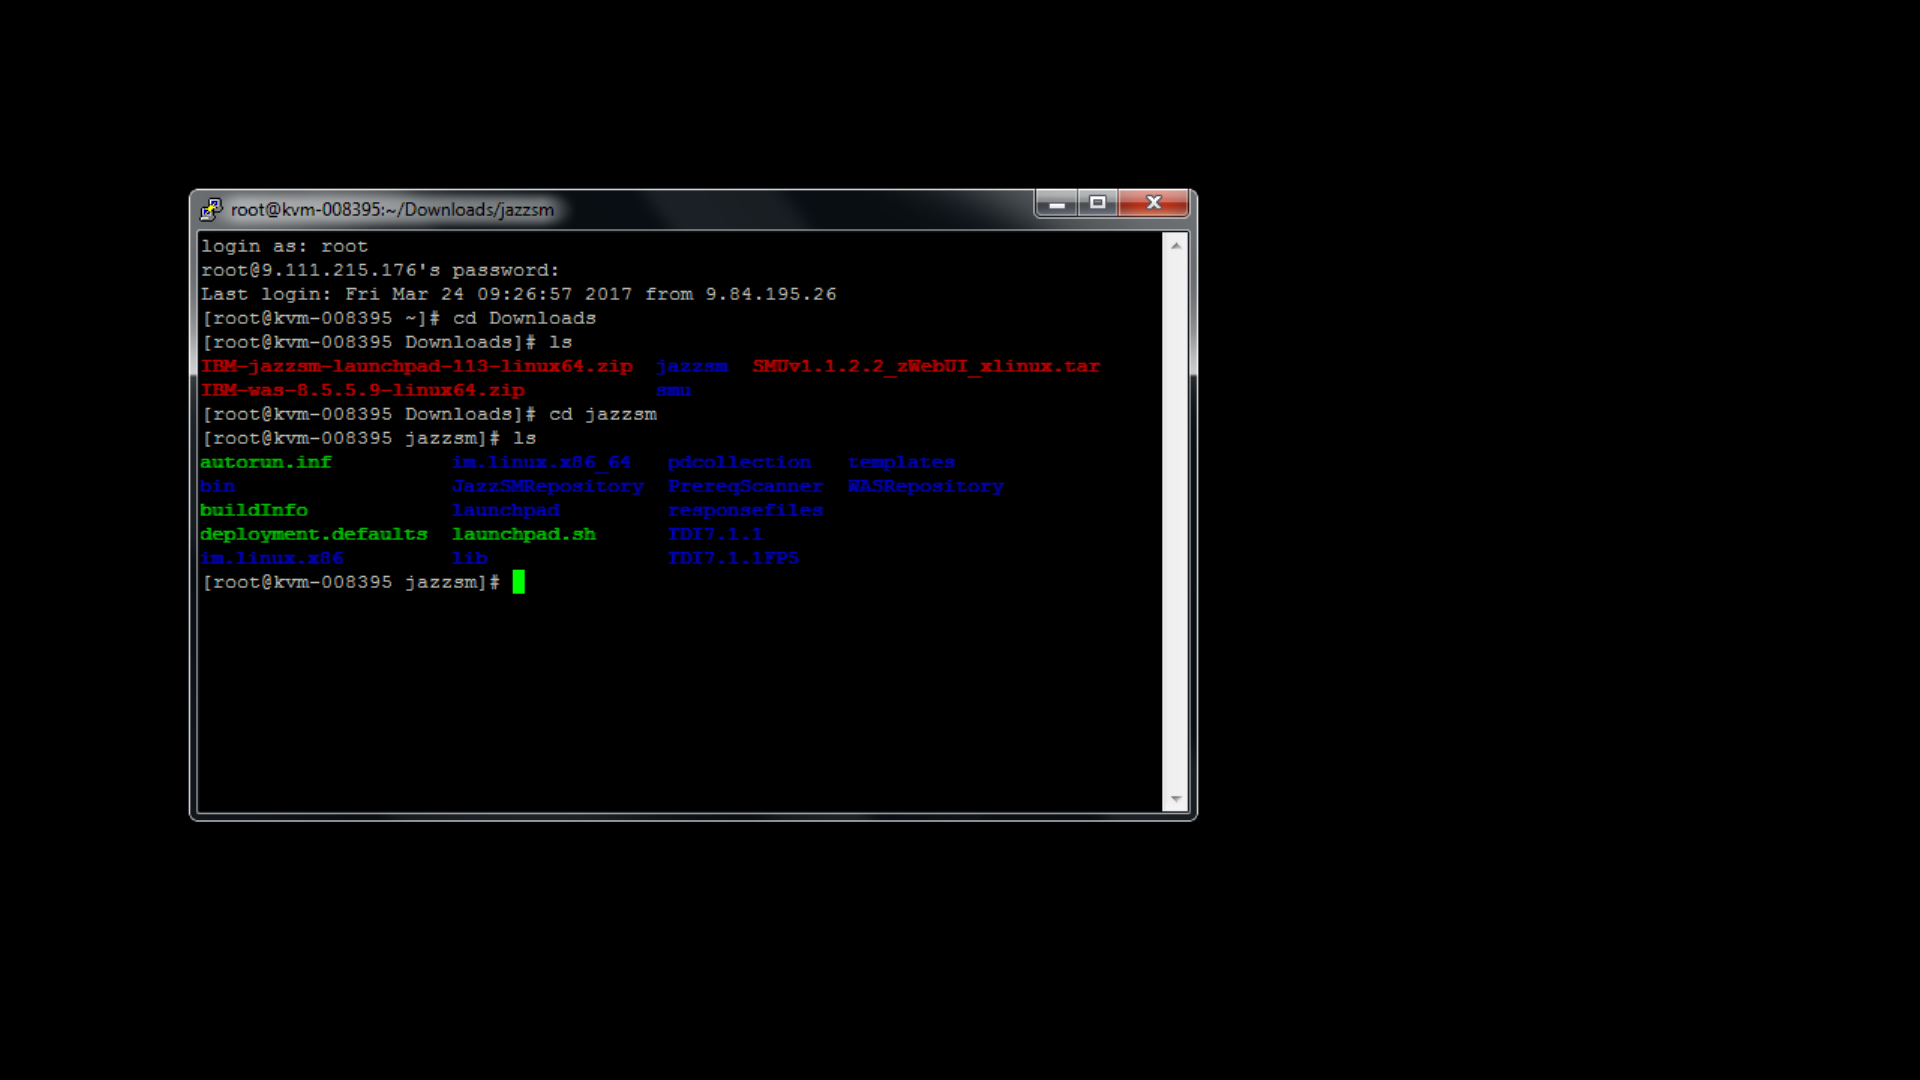 root@kvm-008395:~/Downloads/jazzsm
login as: root
root@9.111.215.176's password:
Last login: Fri Mar 24 09:26:57 2017 from 9.84.195.26
[root@kvm-008395 ~]# cd Downloads
[root@kvm-008395 Downloads]# ls
IBM-jazzsm-launchpad-113-linux64.zip  jazzsm  SMUv1.1.2.2_zWebUI_xlinux.tar
IBM-was-8.5.5.9-linux64.zip           smu
[root@kvm-008395 Downloads]# cd jazzsm
[root@kvm-008395 jazzsm]# ls
autorun.inf          im.linux.x86_64   pdcollection   templates
bin                  JazzSMRepository  PrereqScanner  WASRepository
buildInfo            launchpad         responsefiles
deployment.defaults  launchpad.sh      TDI7.1.1
im.linux.x86         lib               TDI7.1.1FP5
[root@kvm-008395 jazzsm]#